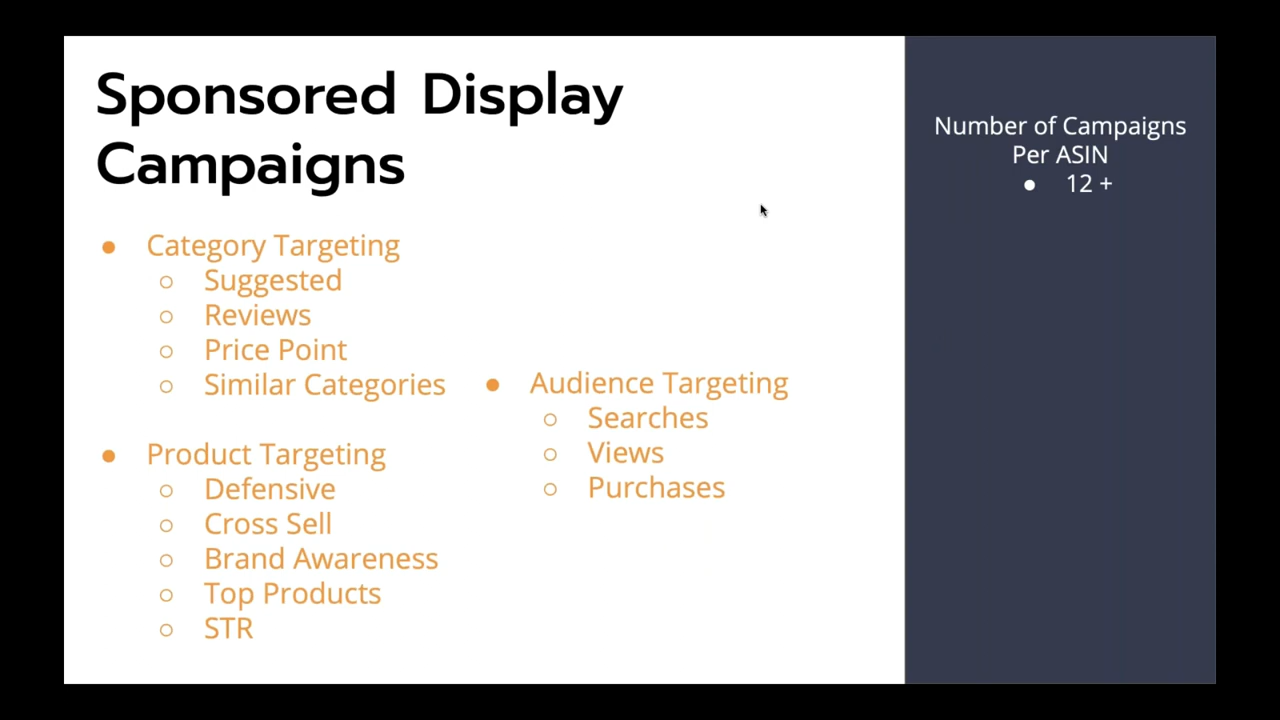 Sponsored Display
Campaigns
● Category Targeting
○ Suggested
○ Reviews
○ Price Point
○ Similar Categories
● Product Targeting
○ Defensive
○ Cross Sell
○ Brand Awareness
○ Top Products
○ STR
● Audience Targeting
○ Searches
○ Views
○ Purchases
Number of Campaigns
Per ASIN
● 12 +